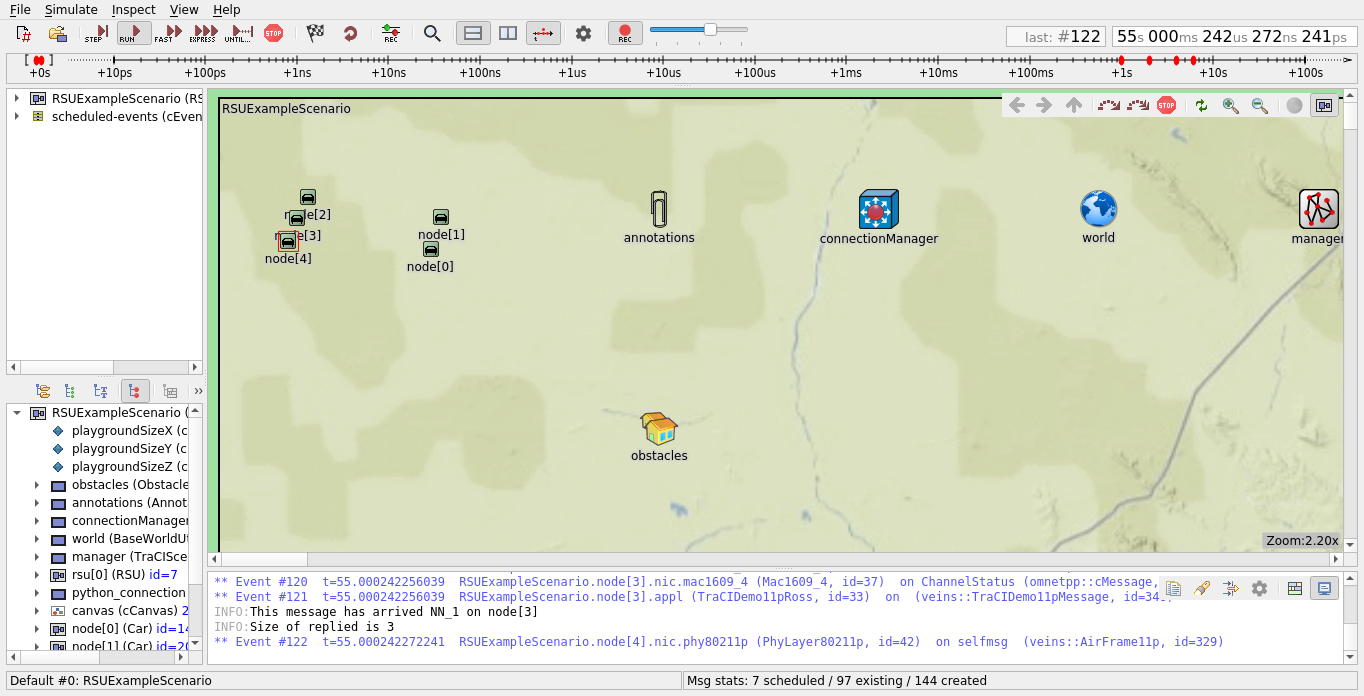 File Simulate Inspect View Help
STEP RUN FAST EXPRESS UNTIL... STOP REC REC
last: #122 55s 000ms 242us 272ns 241ps
+0s +10ps +100ps +1ns +10ns +100ns +1us +10us +100us +1ms +10ms +100ms +1s +10s +100s
RSUExampleScenario (RS
scheduled-events (cEven
RSUExampleScenario
STOP
node[2]
node[3]
node[1]
node[4]
node[0]
annotations
connectionManager
world
manager
obstacles
Zoom:2.20x
RSUExampleScenario (
playgroundSizeX (c
playgroundSizeY (c
playgroundSizeZ (c
obstacles (Obstacle
annotations (Annot
connectionManager
world (BaseWorldUt
manager (TraCISce
rsu[0] (RSU) id=7
python_connection
canvas (cCanvas) 2
node[0] (Car) id=14
node[1] (Car) id=20
** Event #120 t=55.000242256039 RSUExampleScenario.node[3].nic.mac1609_4 (Mac1609_4, id=37) on ChannelStatus (omnetpp::cMessage,
** Event #121 t=55.000242256039 RSUExampleScenario.node[3].appl (TraCIDemo11pRoss, id=33) on (veins::TraCIDemo11pMessage, id=34
INFO:This message has arrived NN_1 on node[3]
INFO:Size of replied is 3
** Event #122 t=55.000242272241 RSUExampleScenario.node[4].nic.phy80211p (PhyLayer80211p, id=42) on selfmsg (veins::AirFrame11p, id=329)
Default #0: RSUExampleScenario
Msg stats: 7 scheduled / 97 existing / 144 created